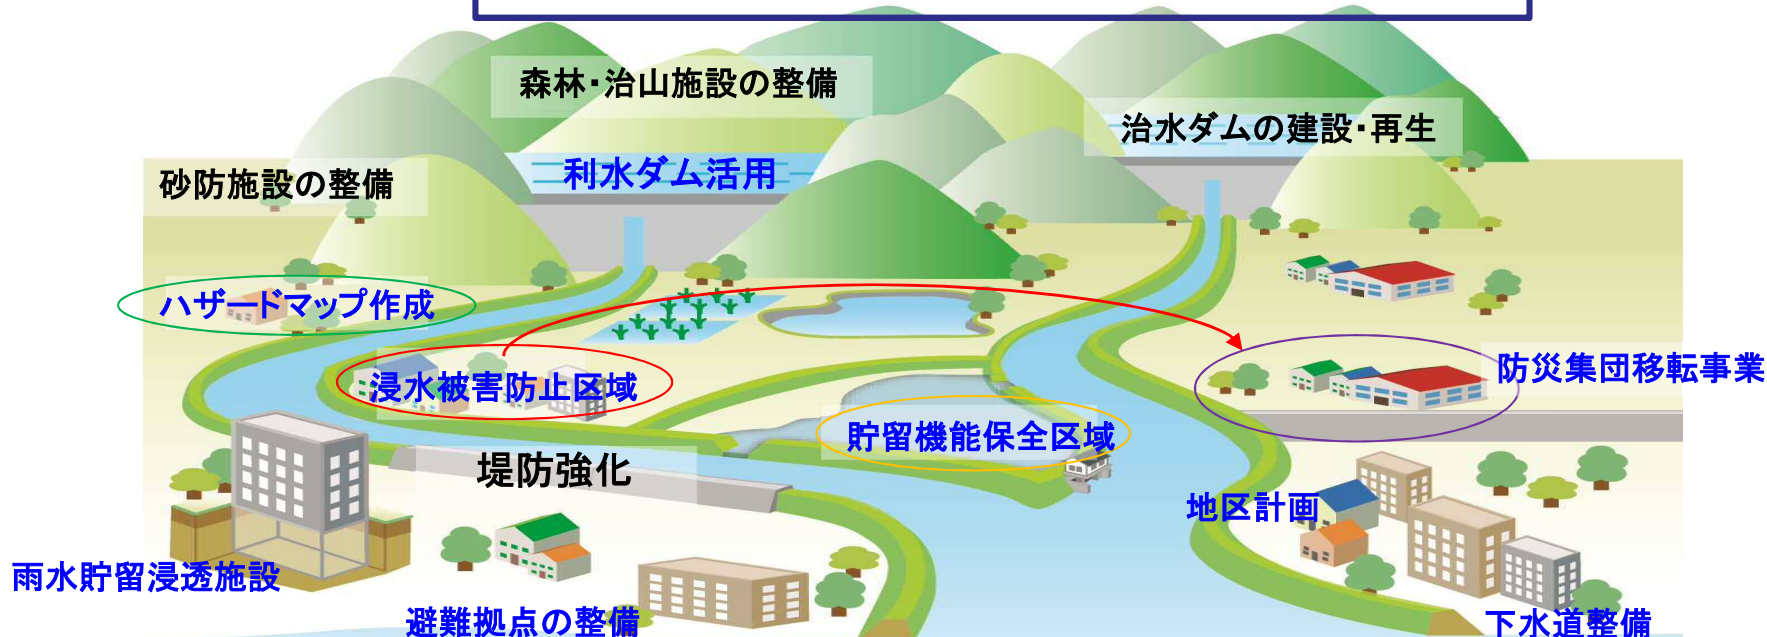 森林・治山施設の整備
治水ダムの建設・再生
利水ダム活用
砂防施設の整備
ハザードマップ作成
浸水被害防止区域
防災集団移転事業
貯留機能保全区域
堤防強化
地区計画
雨水貯留浸透施設
避難拠点の整備
下水道整備